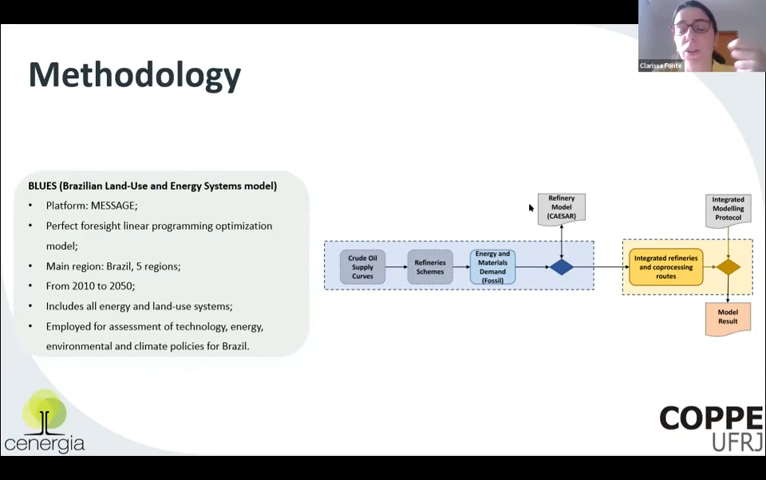 Clarissa Fonte
Methodology
BLUES (Brazilian Land-Use and Energy Systems model)
• Platform: MESSAGE;
• Perfect foresight linear programming optimization
model;
• Main region: Brazil, 5 regions;
• From 2010 to 2050;
• Includes all energy and land-use systems;
• Employed for assessment of technology, energy,
environmental and climate policies for Brazil.
Refinery
Model
(CAESAR)
Integrated
Modelling
Protocol
Crude Oil
Supply
Curves
Refineries
Schemes
Energy and
Materials
Demand
(Fossil)
Integrated refineries
and coprocessing
routes
Model
Result
cenergia
COPPE
UFRJ